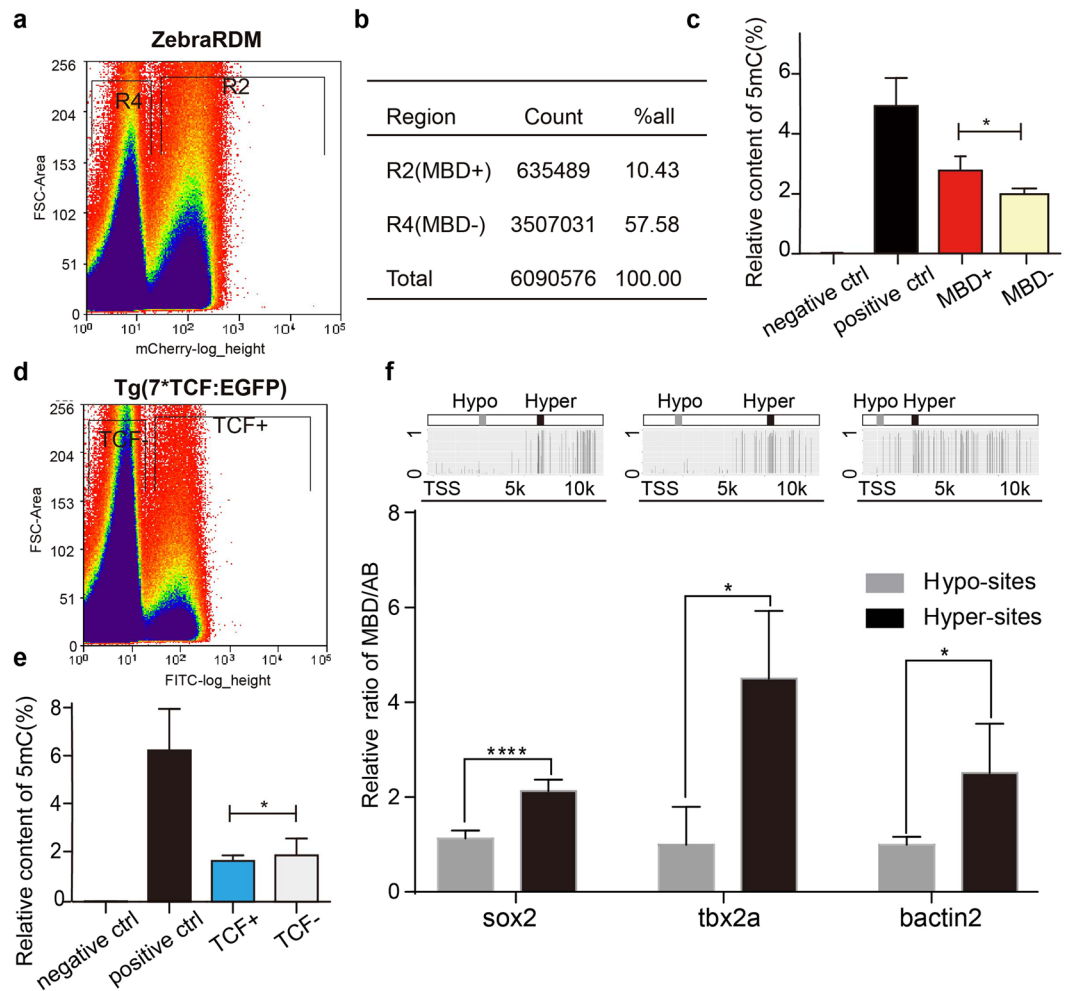 a
ZebraRDM
256
204
153
102
51
0
FSC-Area
R4
R2
10⁰ 10¹ 10² 10³ 10⁴ 10⁵
mCherry-log_height
b
Region Count %all
R2(MBD+) 635489 10.43
R4(MBD-) 3507031 57.58
Total 6090576 100.00
c
Relative content of 5mC(%)
6
4
2
0
*
negative ctrl
positive ctrl
MBD+
MBD-
d
Tg(7*TCF:EGFP)
256
204
153
102
51
0
FSC-Area
TCF-
TCF+
10⁰ 10¹ 10² 10³ 10⁴ 10⁵
FITC-log_height
e
Relative content of 5mC(%)
8
6
4
2
0
*
negative ctrl
positive ctrl
TCF+
TCF-
f
Hypo Hyper
1
0
TSS 5k 10k
Hypo Hyper
1
0
TSS 5k 10k
Hypo Hyper
1
0
TSS 5k 10k
Relative ratio of MBD/AB
8
6
4
2
0
Hypo-sites
Hyper-sites
****
*
*
sox2
tbx2a
bactin2